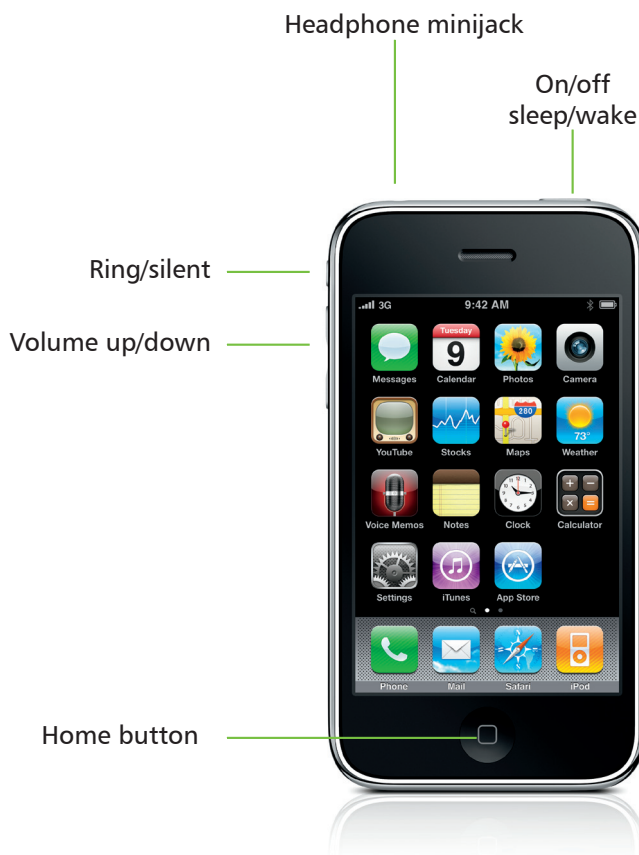 Headphone minijack
On/off
sleep/wake
Ring/silent
Volume up/down
3G 9:42 AM
Tuesday
9
280
73°
Messages Calendar Photos Camera
YouTube Stocks Maps Weather
Voice Memos Notes Clock Calculator
Settings iTunes App Store
Phone Mail Safari iPod
Home button